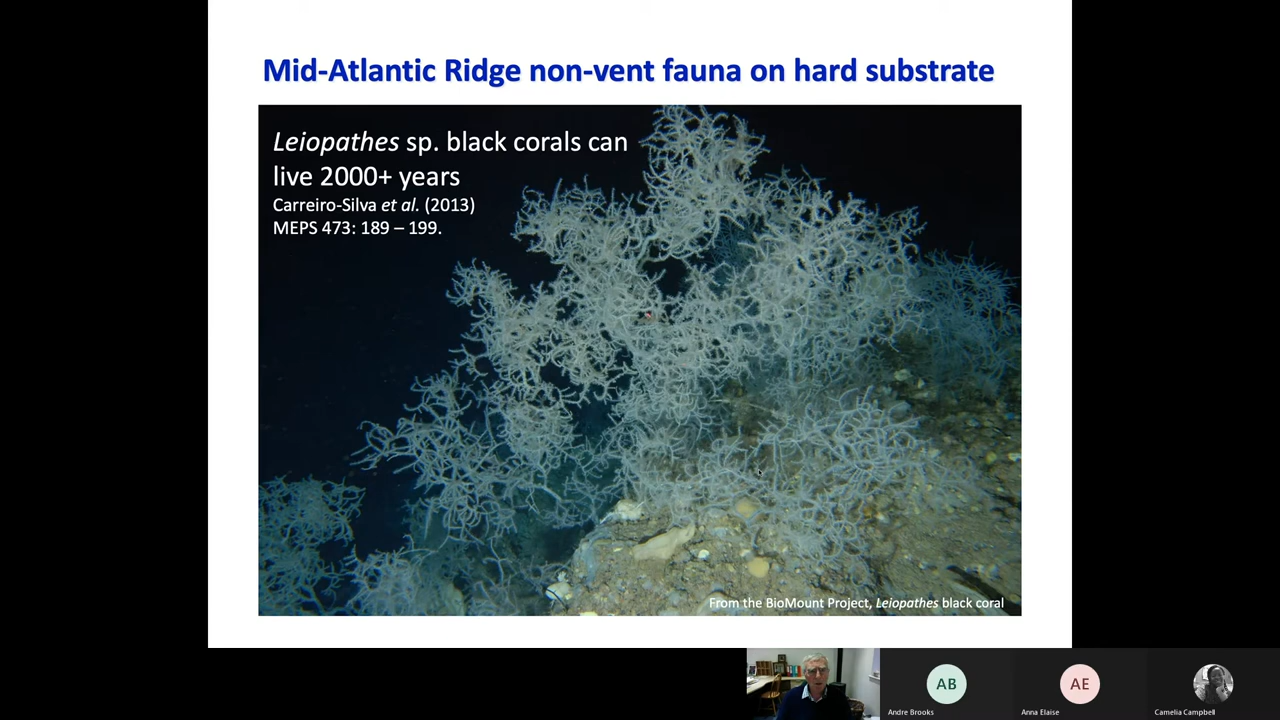 Mid-Atlantic Ridge non-vent fauna on hard substrate
Leiopathes sp. black corals can
live 2000+ years
Carreiro-Silva et al. (2013)
MEPS 473: 189 – 199.
From the BioMount Project, Leiopathes black coral
AB
AE
Andre Brooks
Anna Elaise
Camelia Campbell